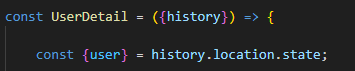 const UserDetail = ({history}) => {
const {user} = history.location.state;